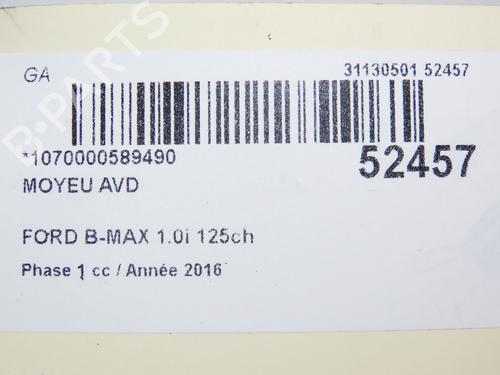 GA
31130501 52457
*1070000589490
52457
MOYEU AVD
FORD B-MAX 1.0i 125ch
Phase 1 cc / Année 2016
B-PARTS